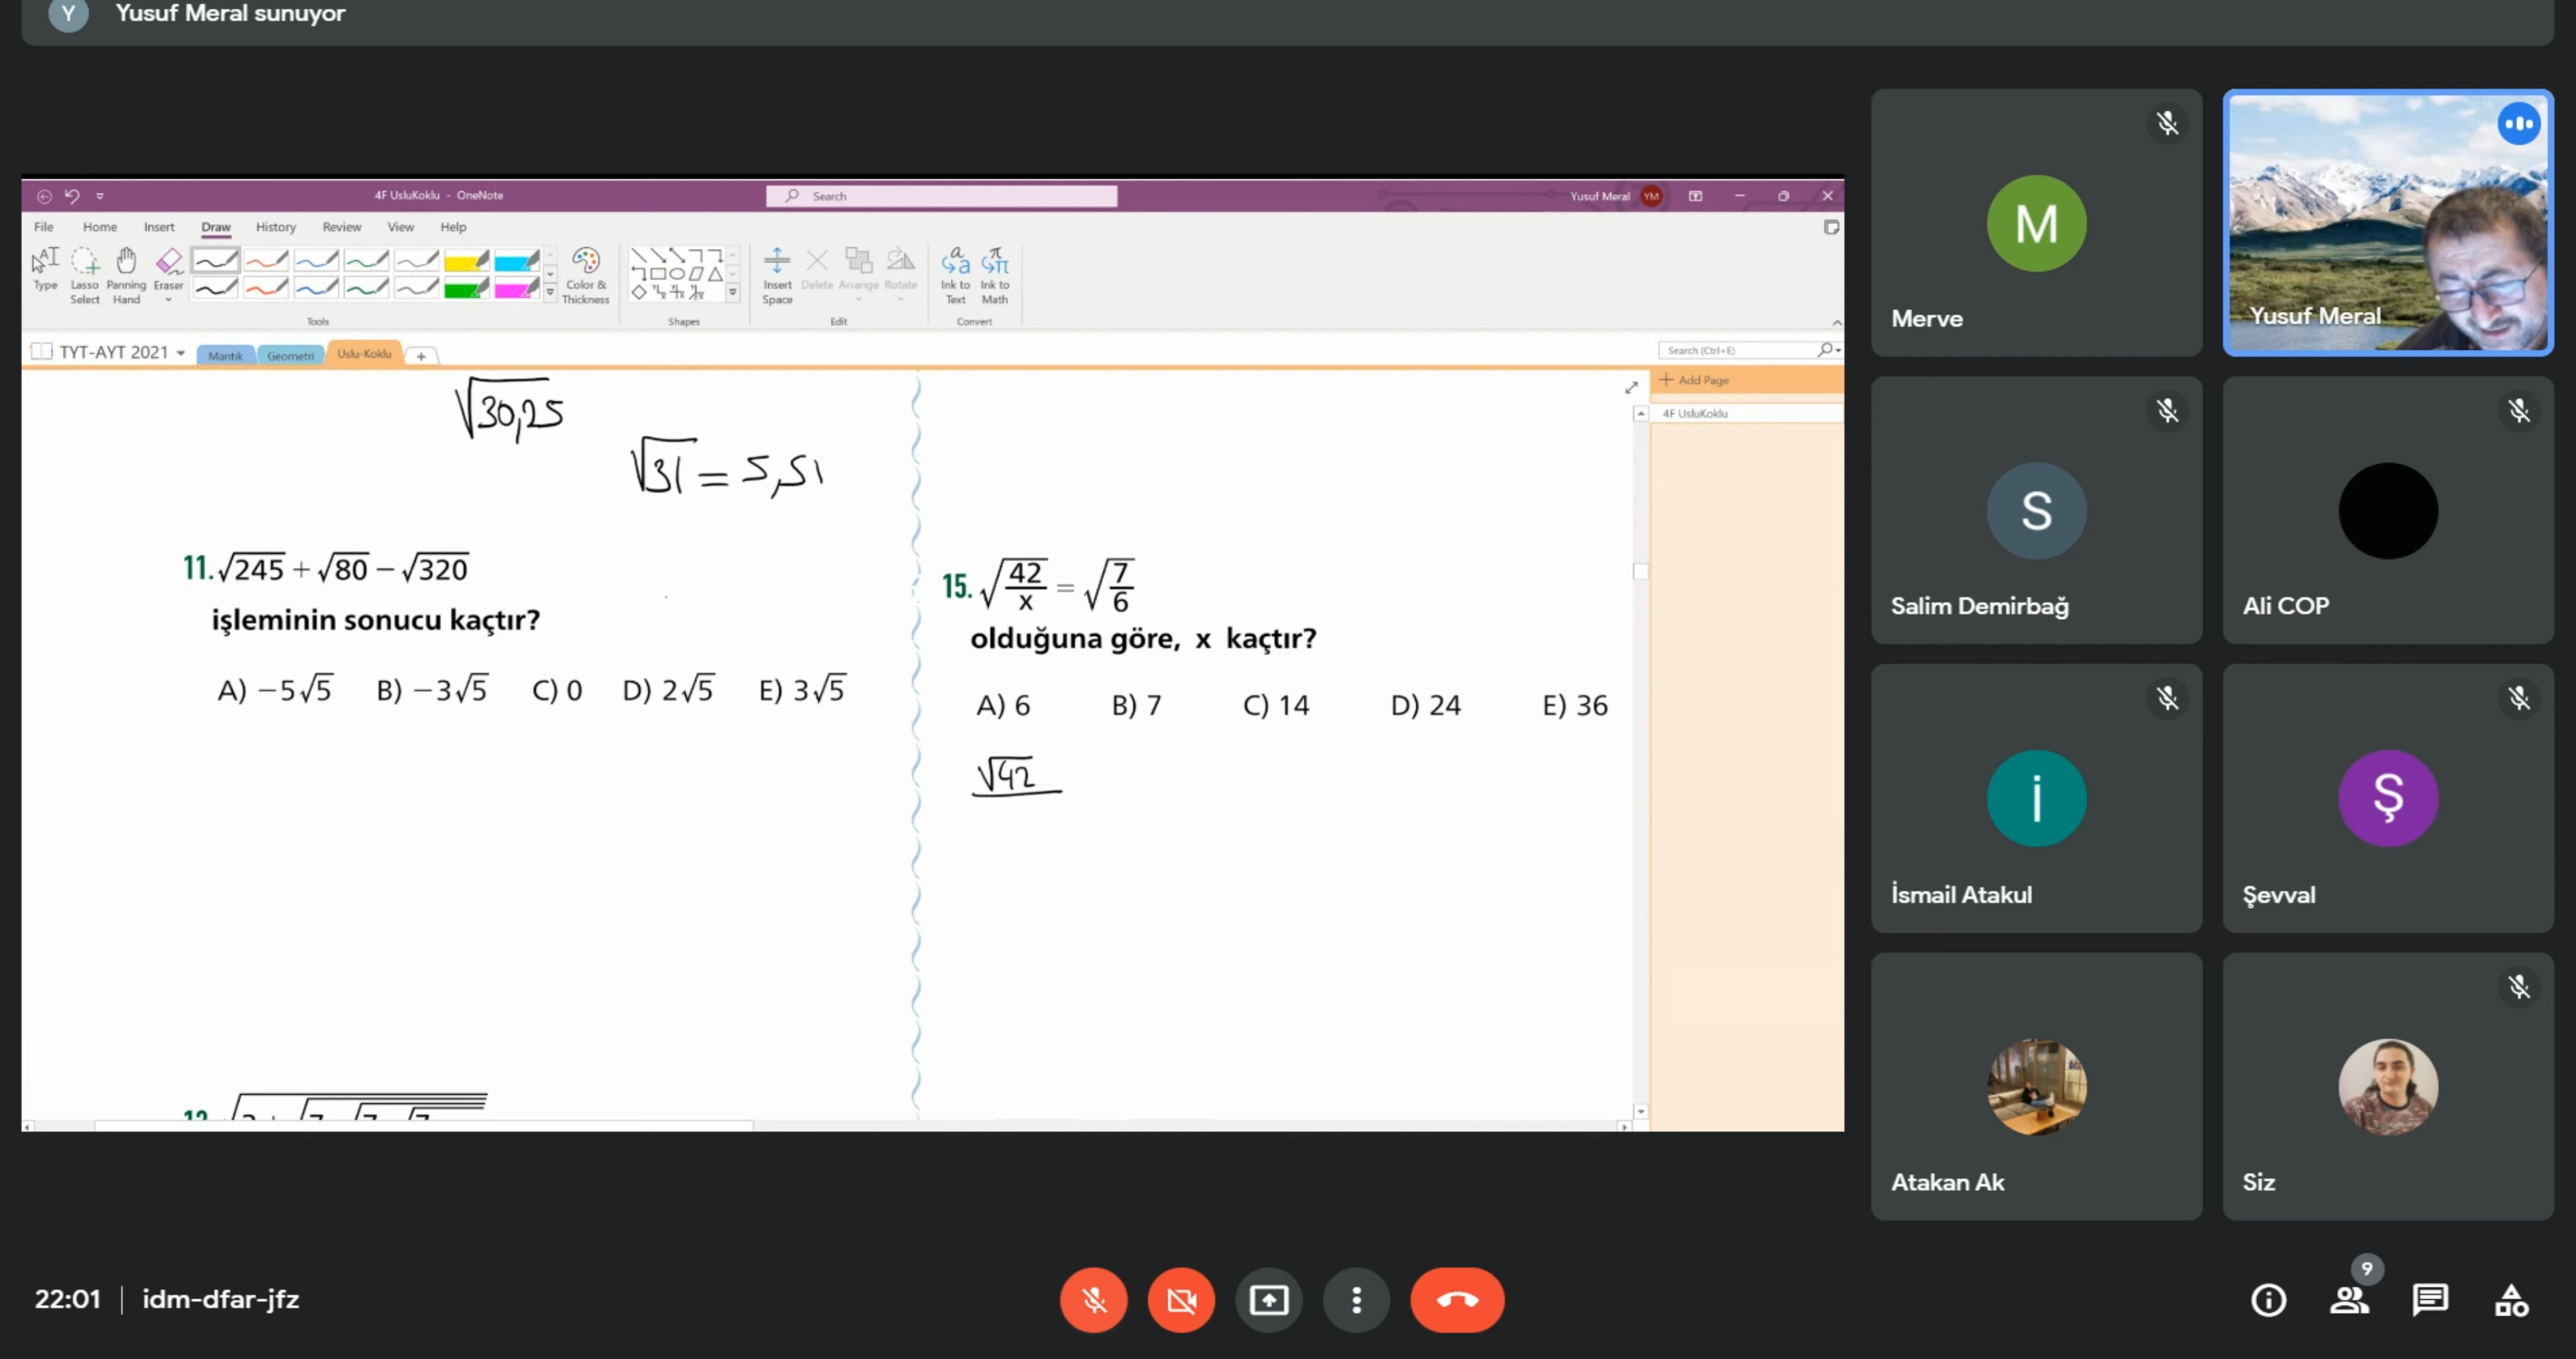 Y Yusuf Meral sunuyor
4F UsluKoklu - OneNote
Search
Yusuf Meral YM
File Home Insert Draw History Review View Help
Type Lasso Select Panning Hand Eraser Color & Thickness Insert Space Delete Arrange Rotate Ink to Text Ink to Math
Tools Shapes Edit Convert
TYT-AYT 2021 Mantık Geometri Uslu-Koklu +
Search (Ctrl+E)
Add Page
4F UsluKoklu
√30,25
√31 = 5,51
11. √245 + √80 − √320
işleminin sonucu kaçtır?
A) −5√5 B) −3√5 C) 0 D) 2√5 E) 3√5
15. √(42/x) = √(7/6)
olduğuna göre, x kaçtır?
A) 6 B) 7 C) 14 D) 24 E) 36
√42
M
Merve
Yusuf Meral
S
Salim Demirbağ
Ali COP
İ
İsmail Atakul
Ş
Şevval
Atakan Ak
Siz
22:01 | idm-dfar-jfz
9